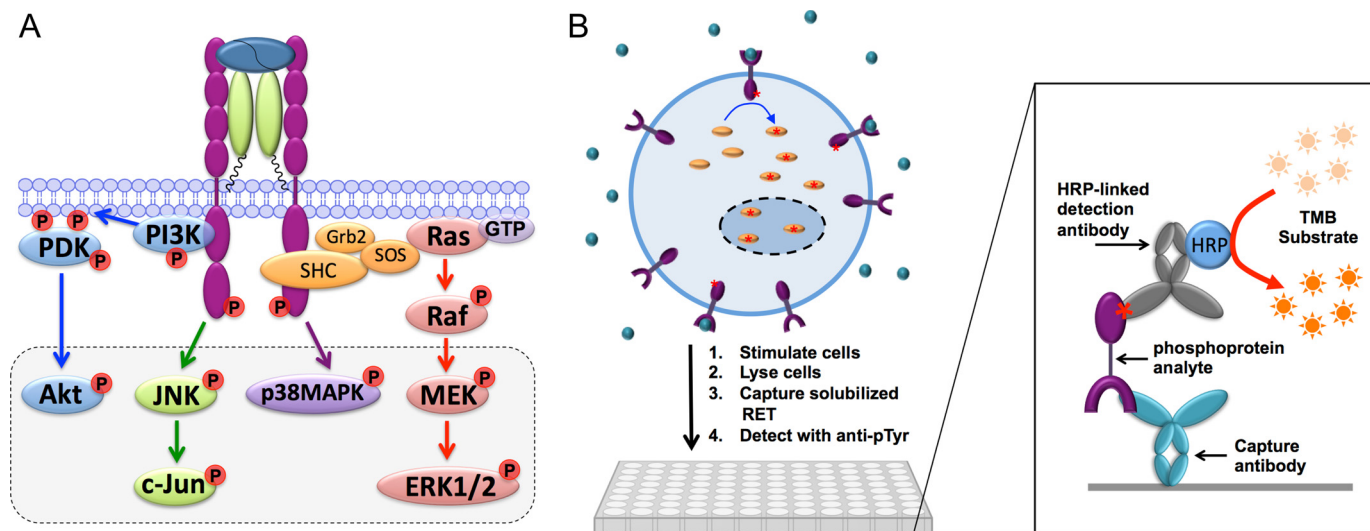 A
P
P
PDK
P
PI3K
P
Grb2
SHC
SOS
Ras
GTP
P
P
Raf
P
Akt
P
JNK
P
p38MAPK
P
MEK
P
c-Jun
P
ERK1/2
P
B
*
*
*
*
*
*
*
*
*
*
*
1. Stimulate cells
2. Lyse cells
3. Capture solubilized
RET
4. Detect with anti-pTyr
HRP-linked
detection
antibody
HRP
TMB
Substrate
*
phosphoprotein
analyte
Capture
antibody